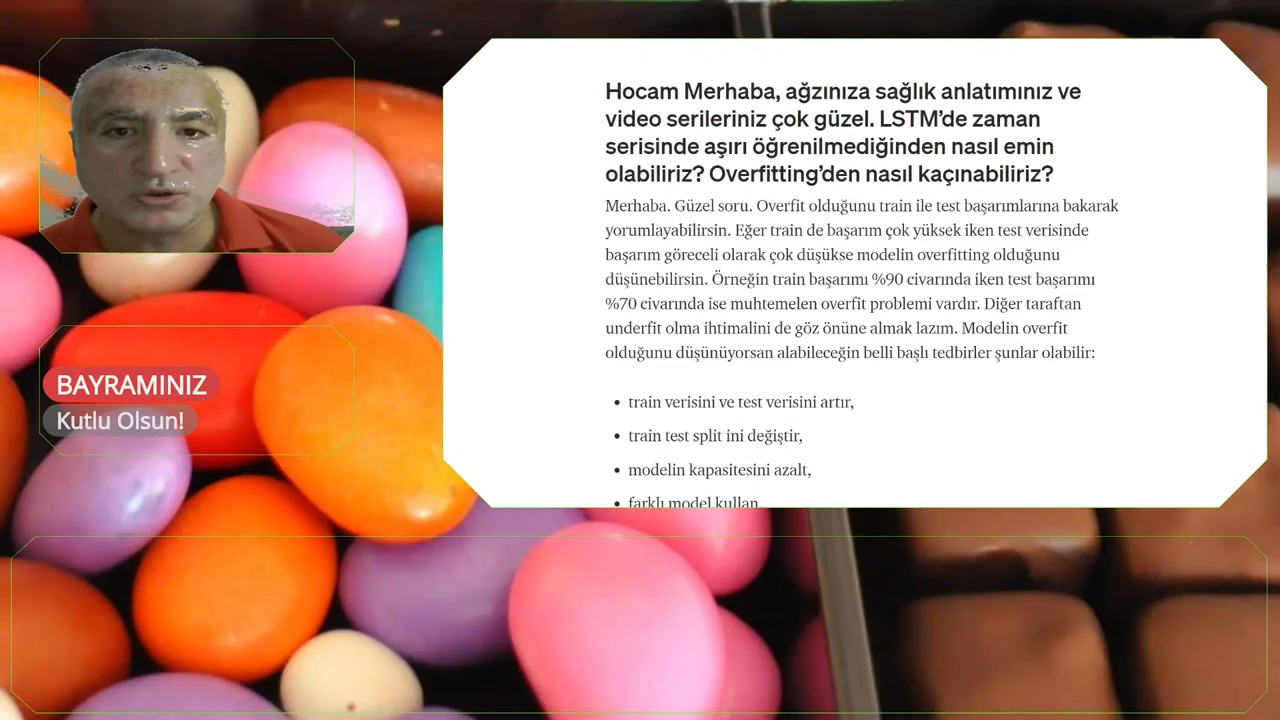 Hocam Merhaba, ağzınıza sağlık anlatımınız ve
video serileriniz çok güzel. LSTM’de zaman
serisinde aşırı öğrenilmediğinden nasıl emin
olabiliriz? Overfitting’den nasıl kaçınabiliriz?
Merhaba. Güzel soru. Overfit olduğunu train ile test başarımlarına bakarak
yorumlayabilirsin. Eğer train de başarım çok yüksek iken test verisinde
başarım göreceli olarak çok düşükse modelin overfitting olduğunu
düşünebilirsin. Örneğin train başarımı %90 civarında iken test başarımı
%70 civarında ise muhtemelen overfit problemi vardır. Diğer taraftan
underfit olma ihtimalini de göz önüne almak lazım. Modelin overfit
olduğunu düşünüyorsan alabileceğin belli başlı tedbirler şunlar olabilir:
• train verisini ve test verisini artır,
• train test split ini değiştir,
• modelin kapasitesini azalt,
• farklı model kullan,
BAYRAMINIZ
Kutlu Olsun!